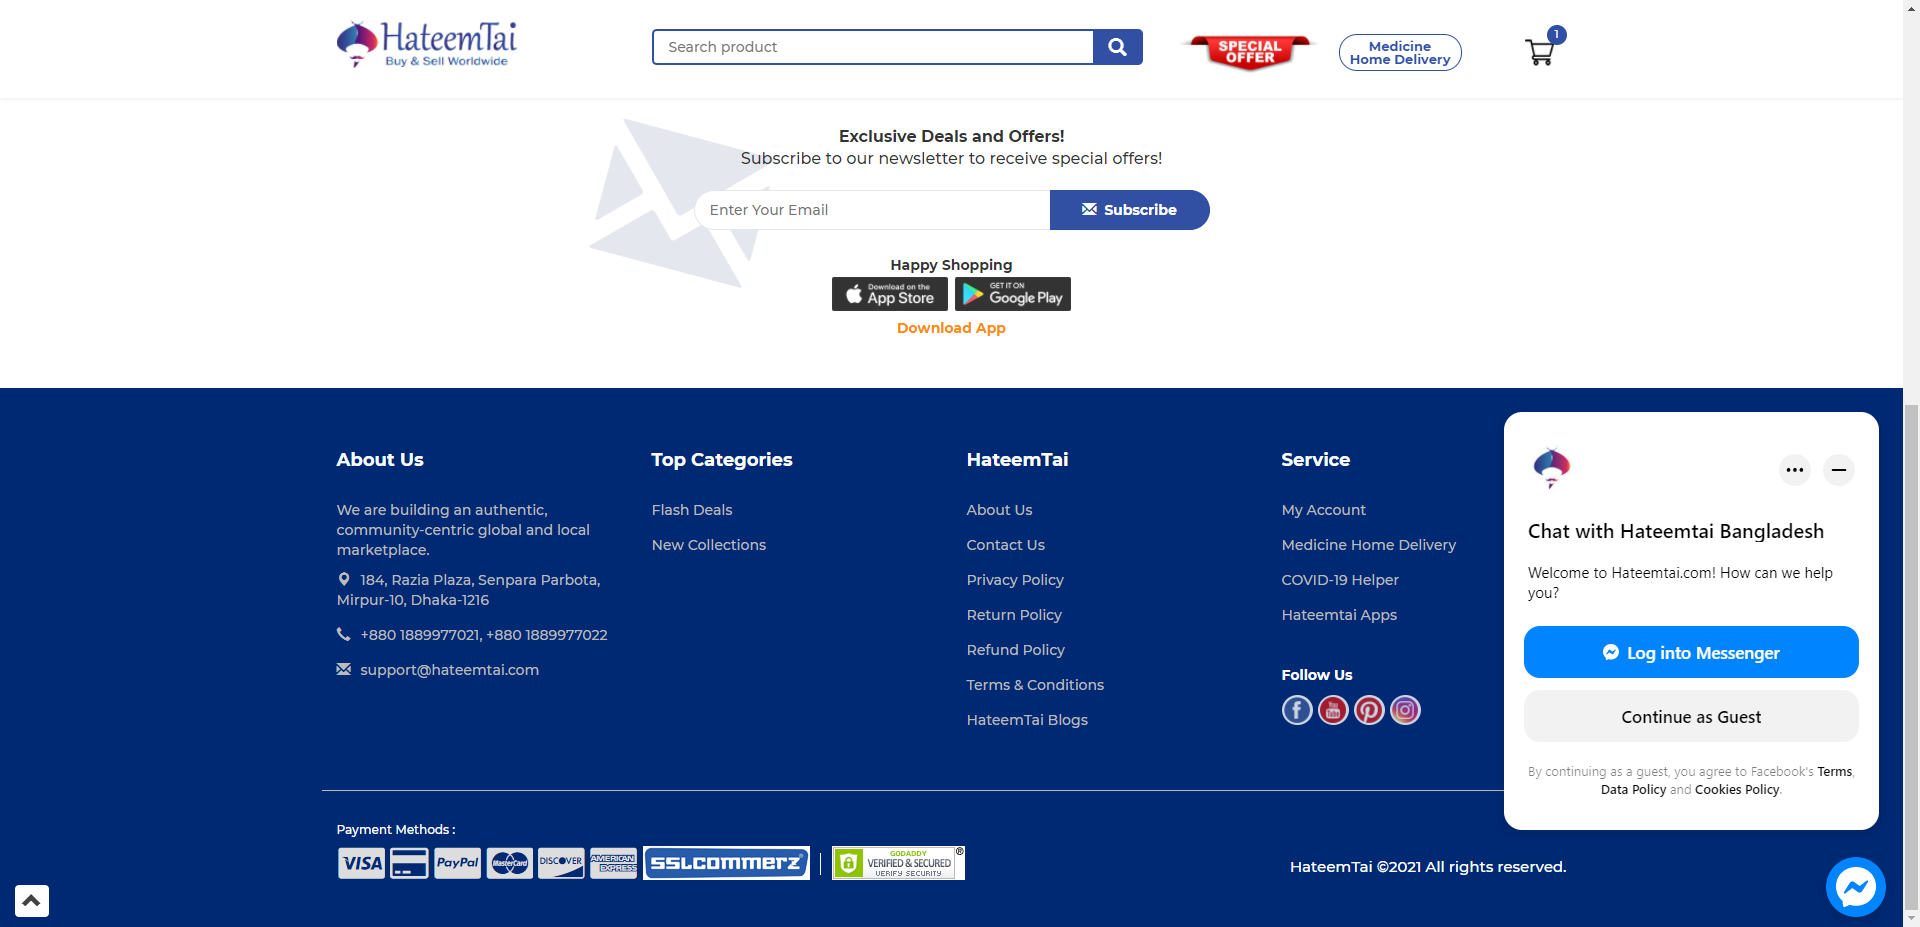 HateemTai
Buy & Sell Worldwide
Search product
SPECIAL
OFFER
Medicine
Home Delivery
1
Exclusive Deals and Offers!
Subscribe to our newsletter to receive special offers!
Enter Your Email
Subscribe
Happy Shopping
Download on the
App Store
GET IT ON
Google Play
Download App
About Us
We are building an authentic,
community-centric global and local
marketplace.
184, Razia Plaza, Senpara Parbota,
Mirpur-10, Dhaka-1216
+880 1889977021, +880 1889977022
support@hateemtai.com
Top Categories
Flash Deals
New Collections
HateemTai
About Us
Contact Us
Privacy Policy
Return Policy
Refund Policy
Terms & Conditions
HateemTai Blogs
Service
My Account
Medicine Home Delivery
COVID-19 Helper
Hateemtai Apps
Follow Us
You
Tube
Chat with Hateemtai Bangladesh
Welcome to Hateemtai.com! How can we help
you?
Log into Messenger
Continue as Guest
By continuing as a guest, you agree to Facebook's Terms,
Data Policy and Cookies Policy.
Payment Methods :
VISA
PayPal
MasterCard
DISCOVER
AMERICAN
EXPRESS
SSLCOMMERZ
GODADDY
VERIFIED & SECURED
VERIFY SECURITY
®
HateemTai ©2021 All rights reserved.